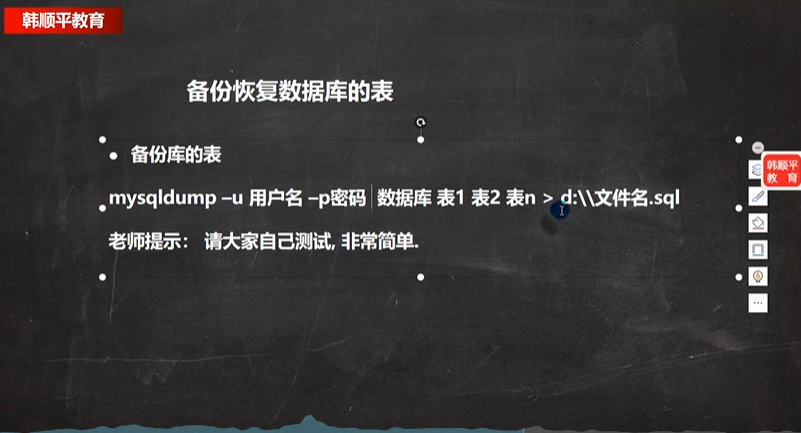 韩顺平教育
备份恢复数据库的表
● 备份库的表
mysqldump –u 用户名 –p密码 数据库 表1 表2 表n > d:\\文件名.sql
老师提示： 请大家自己测试, 非常简单.
韩顺平
教 育